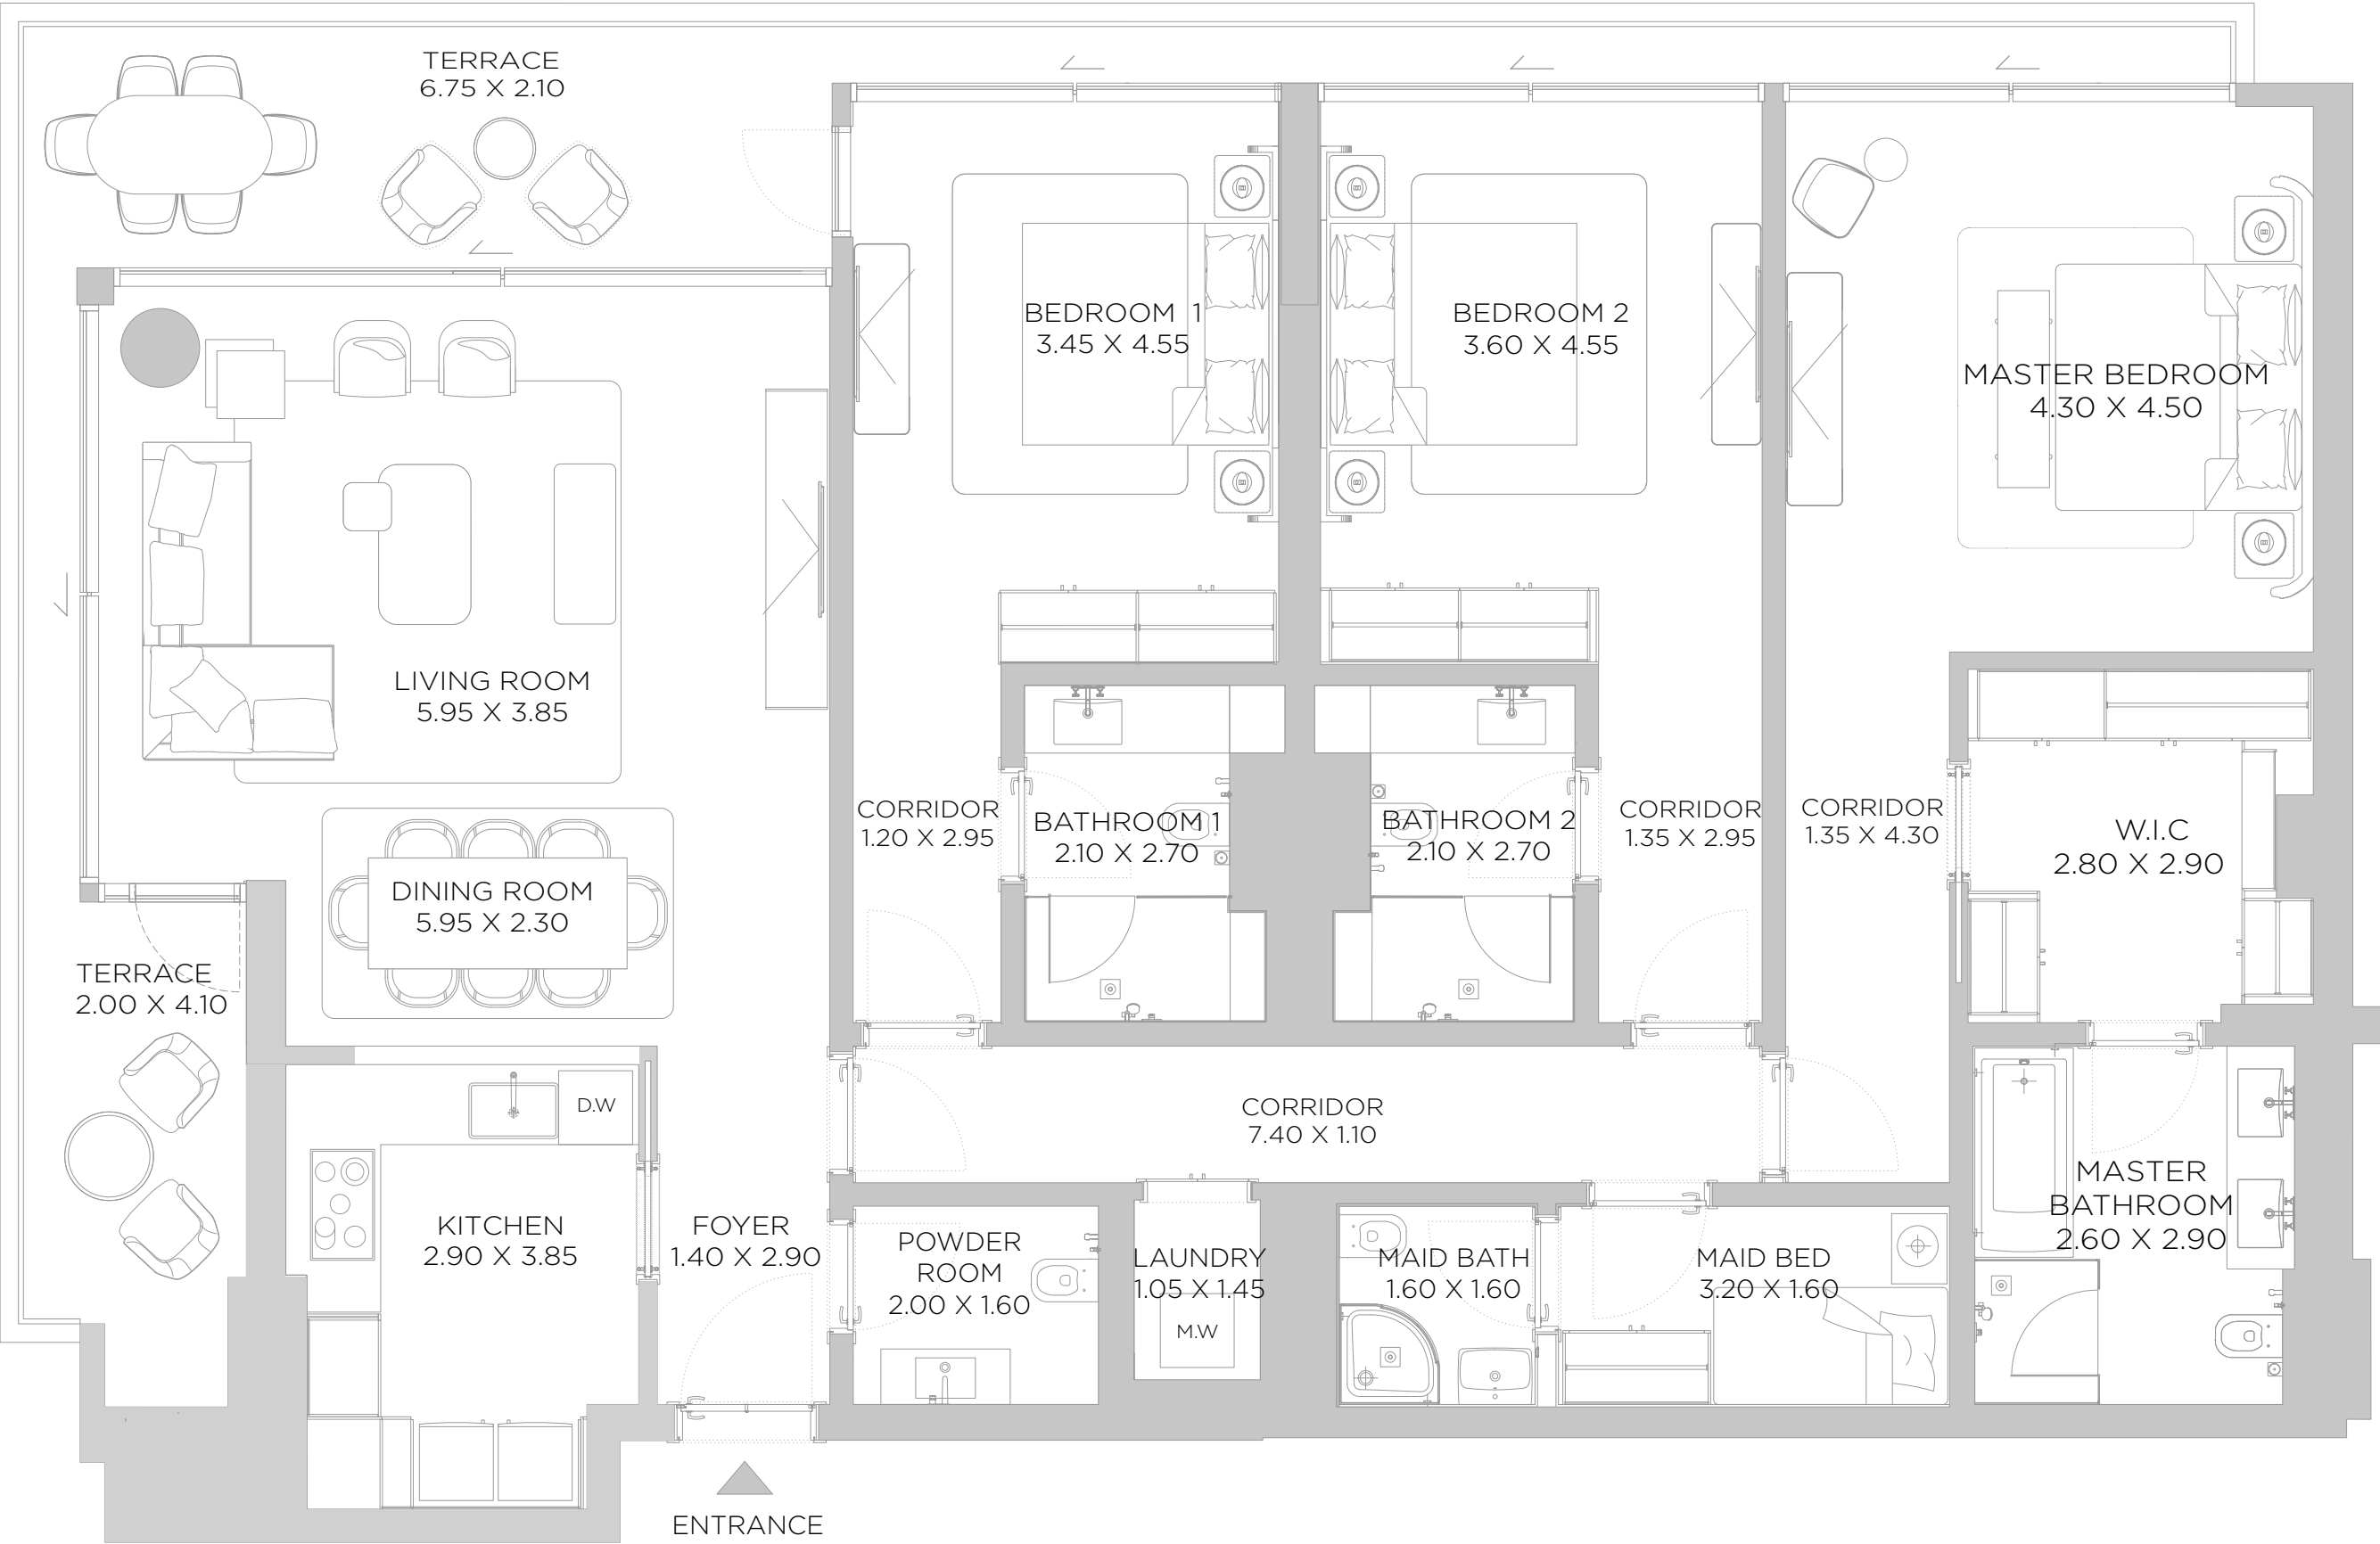 TERRACE
6.75 X 2.10
BEDROOM 1
3.45 X 4.55
BEDROOM 2
3.60 X 4.55
MASTER BEDROOM
4.30 X 4.50
LIVING ROOM
5.95 X 3.85
CORRIDOR
1.20 X 2.95
BATHROOM 1
2.10 X 2.70
BATHROOM 2
2.10 X 2.70
CORRIDOR
1.35 X 2.95
CORRIDOR
1.35 X 4.30
W.I.C
2.80 X 2.90
DINING ROOM
5.95 X 2.30
TERRACE
2.00 X 4.10
D.W
CORRIDOR
7.40 X 1.10
KITCHEN
2.90 X 3.85
FOYER
1.40 X 2.90
POWDER
ROOM
2.00 X 1.60
LAUNDRY
1.05 X 1.45
M.W
MAID BATH
1.60 X 1.60
MAID BED
3.20 X 1.60
MASTER
BATHROOM
2.60 X 2.90
ENTRANCE